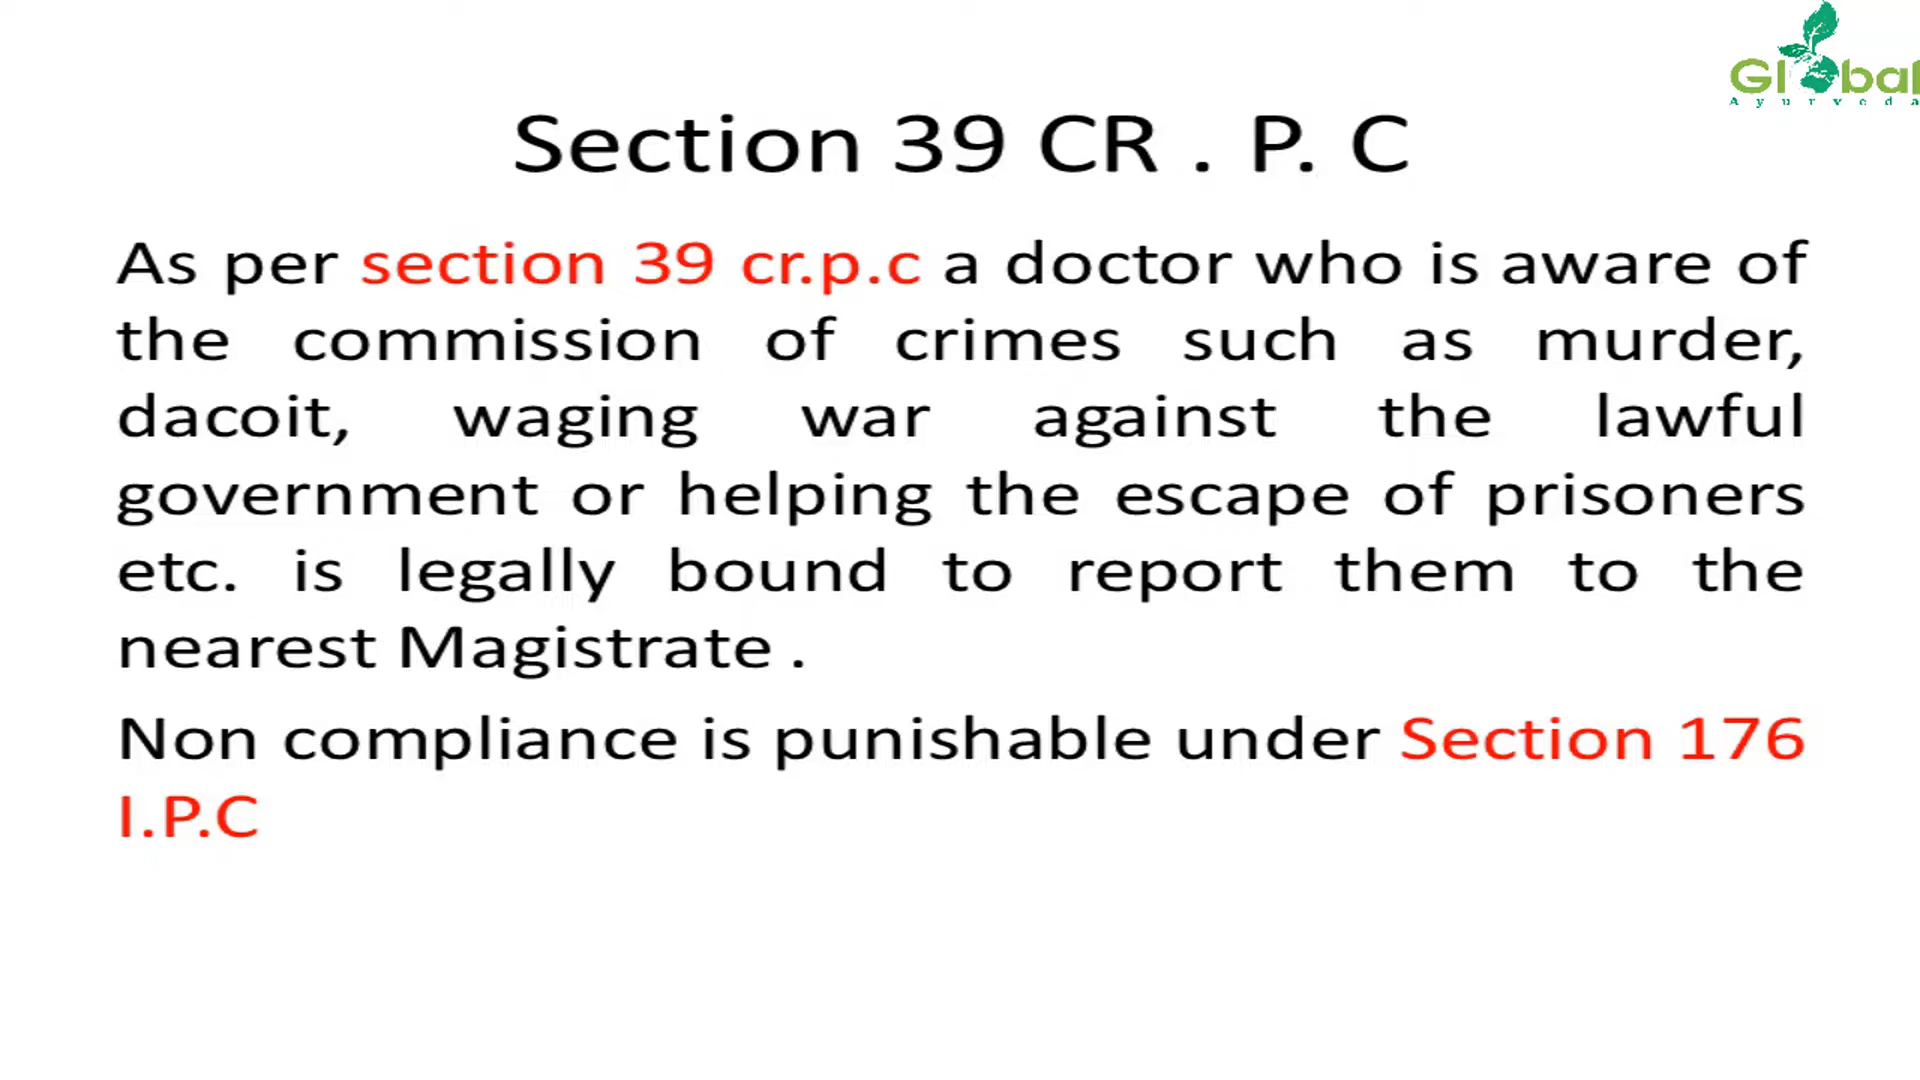 Global
Ayurveda
Section 39 CR . P. C
As per section 39 cr.p.c a doctor who is aware of
the commission of crimes such as murder,
dacoit, waging war against the lawful
government or helping the escape of prisoners
etc. is legally bound to report them to the
nearest Magistrate .
Non compliance is punishable under Section 176
I.P.C